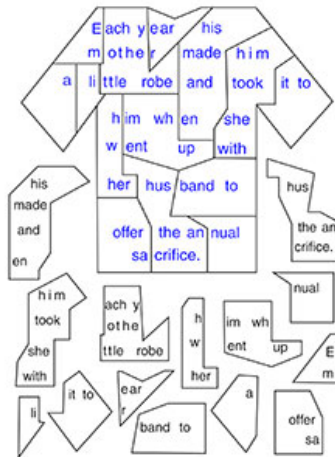 Each year his
mother made him
a little robe and took it to
him when she
went up with
her husband to
offer the annual
sacrifice.
his
made
and
en
hus
the an
crifice.
him
took
she
with
ach y
othe
ttle robe
h
w
her
im wh
ent up
nual
E
m
li
it to
ear
r
band to
a
offer
sa